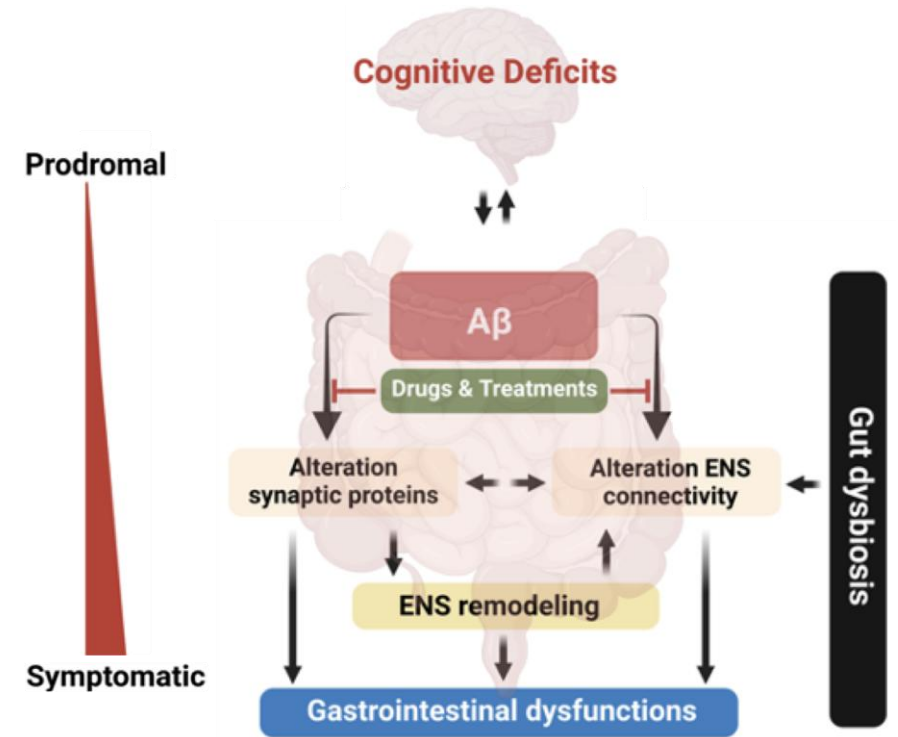 Cognitive Deficits
Prodromal
Aβ
Drugs & Treatments
Alteration
synaptic proteins
Alteration ENS
connectivity
Gut dysbiosis
ENS remodeling
Symptomatic
Gastrointestinal dysfunctions